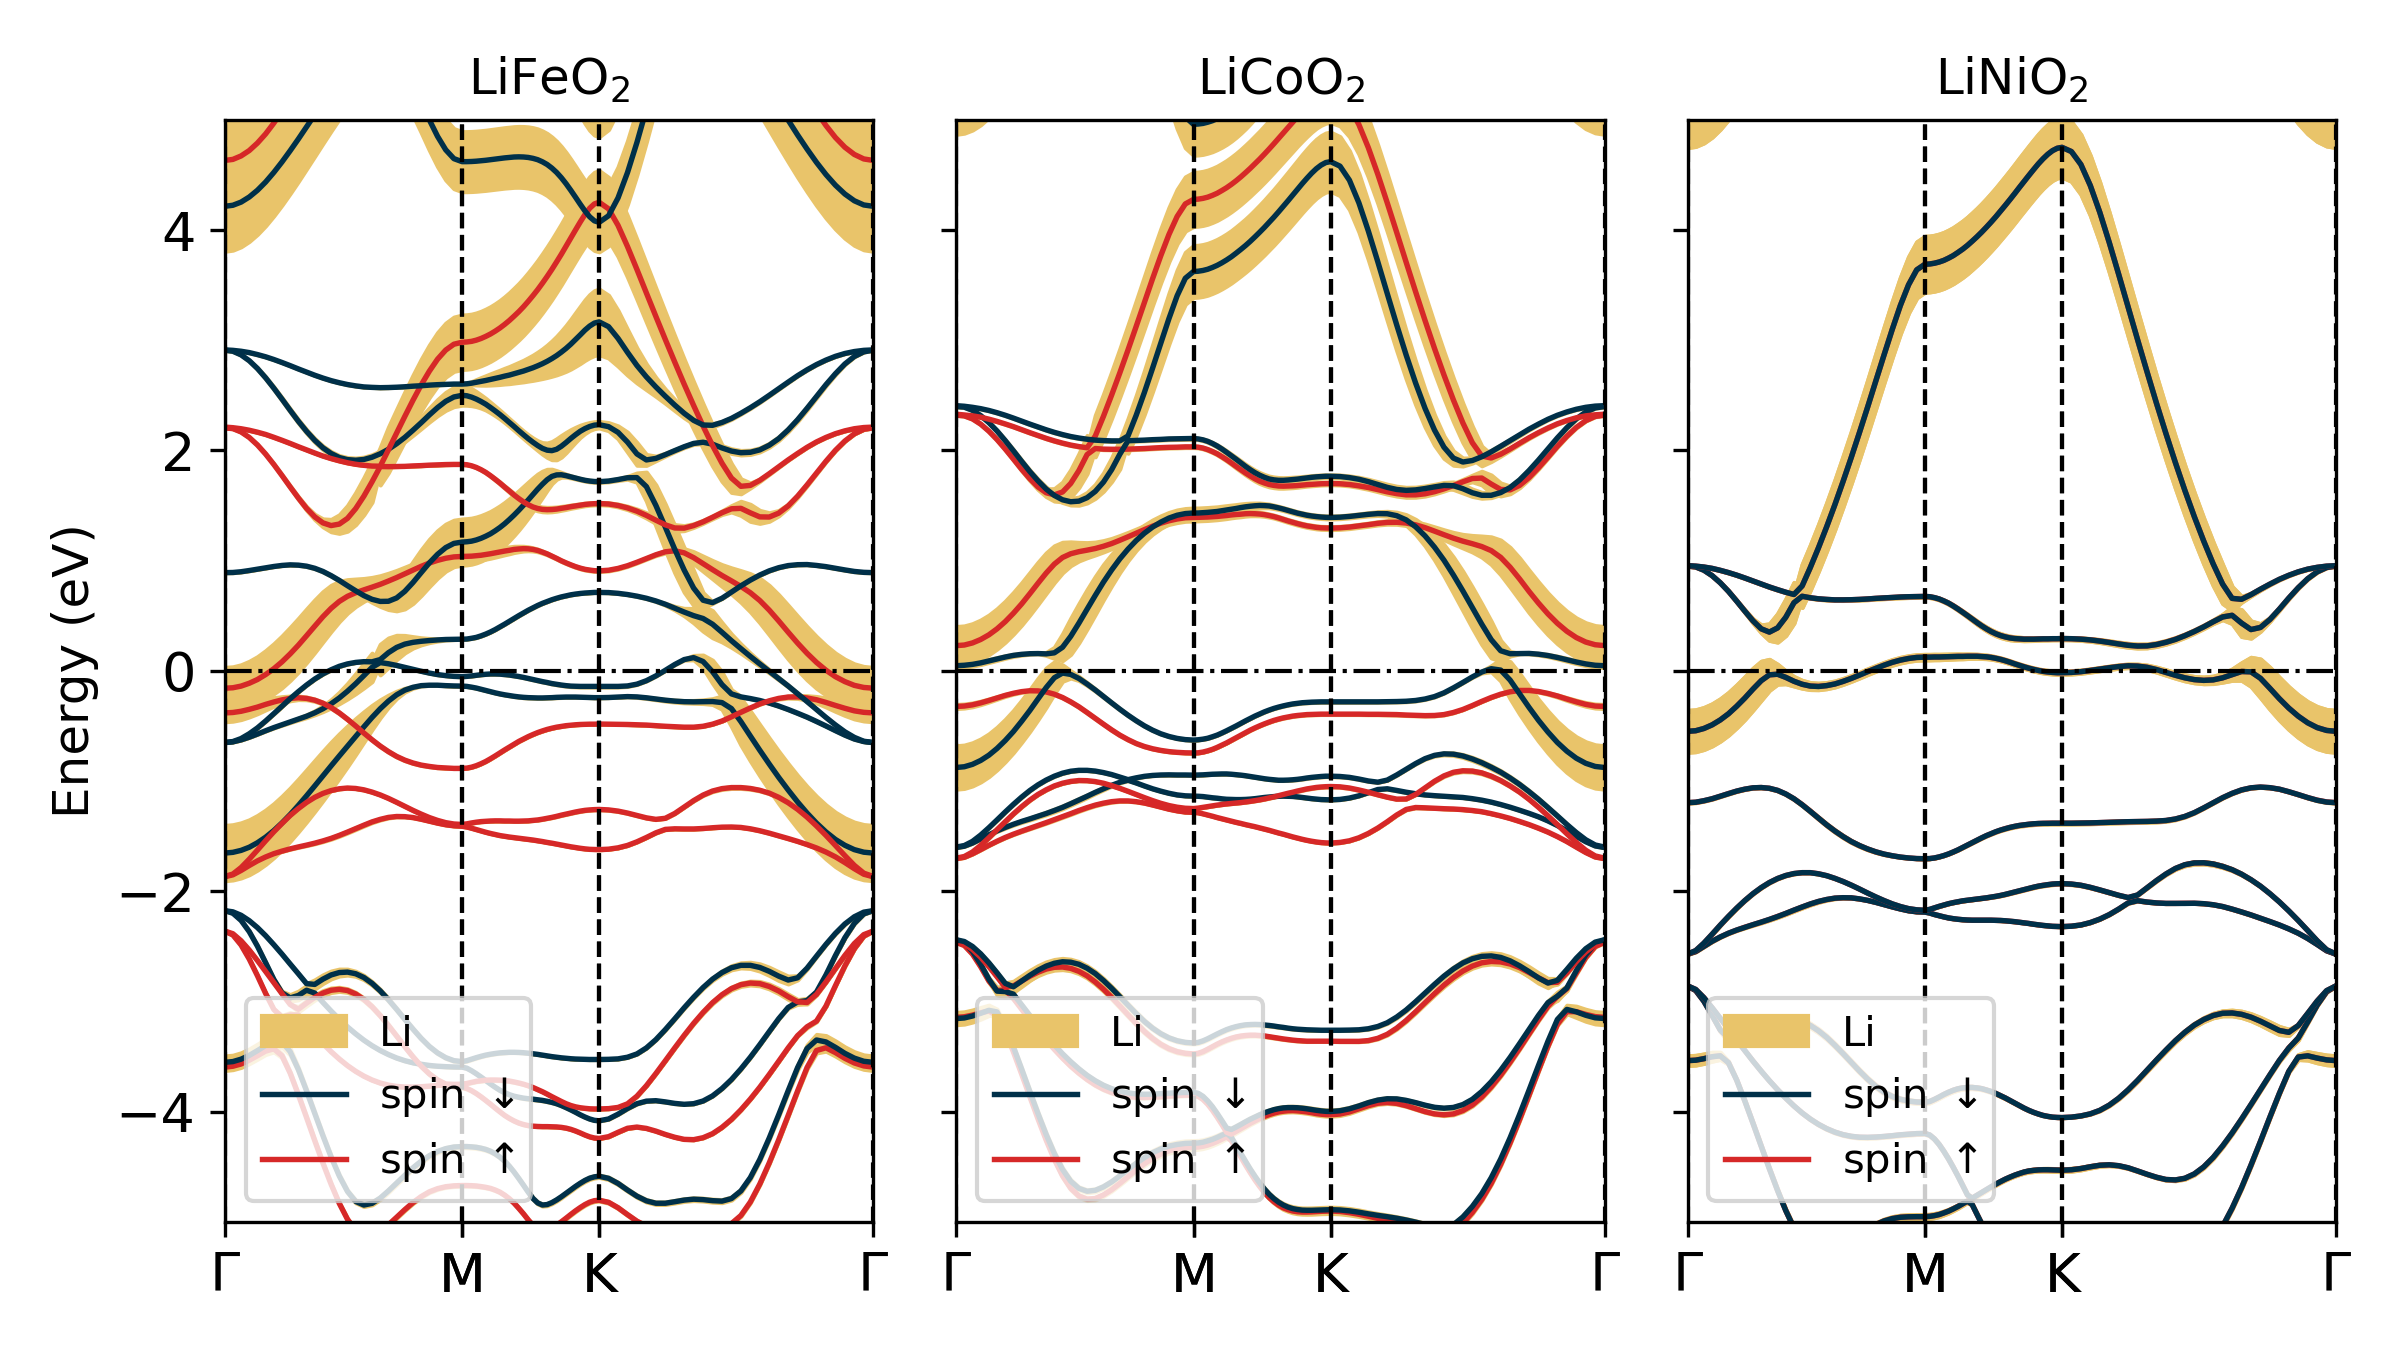 LiFeO₂ LiCoO₂ LiNiO₂
Energy (eV)
4
2
0
−2
−4
Li
spin ↓
spin ↑
Li
spin ↓
spin ↑
Li
spin ↓
spin ↑
Γ M K Γ Γ M K Γ Γ M K Γ